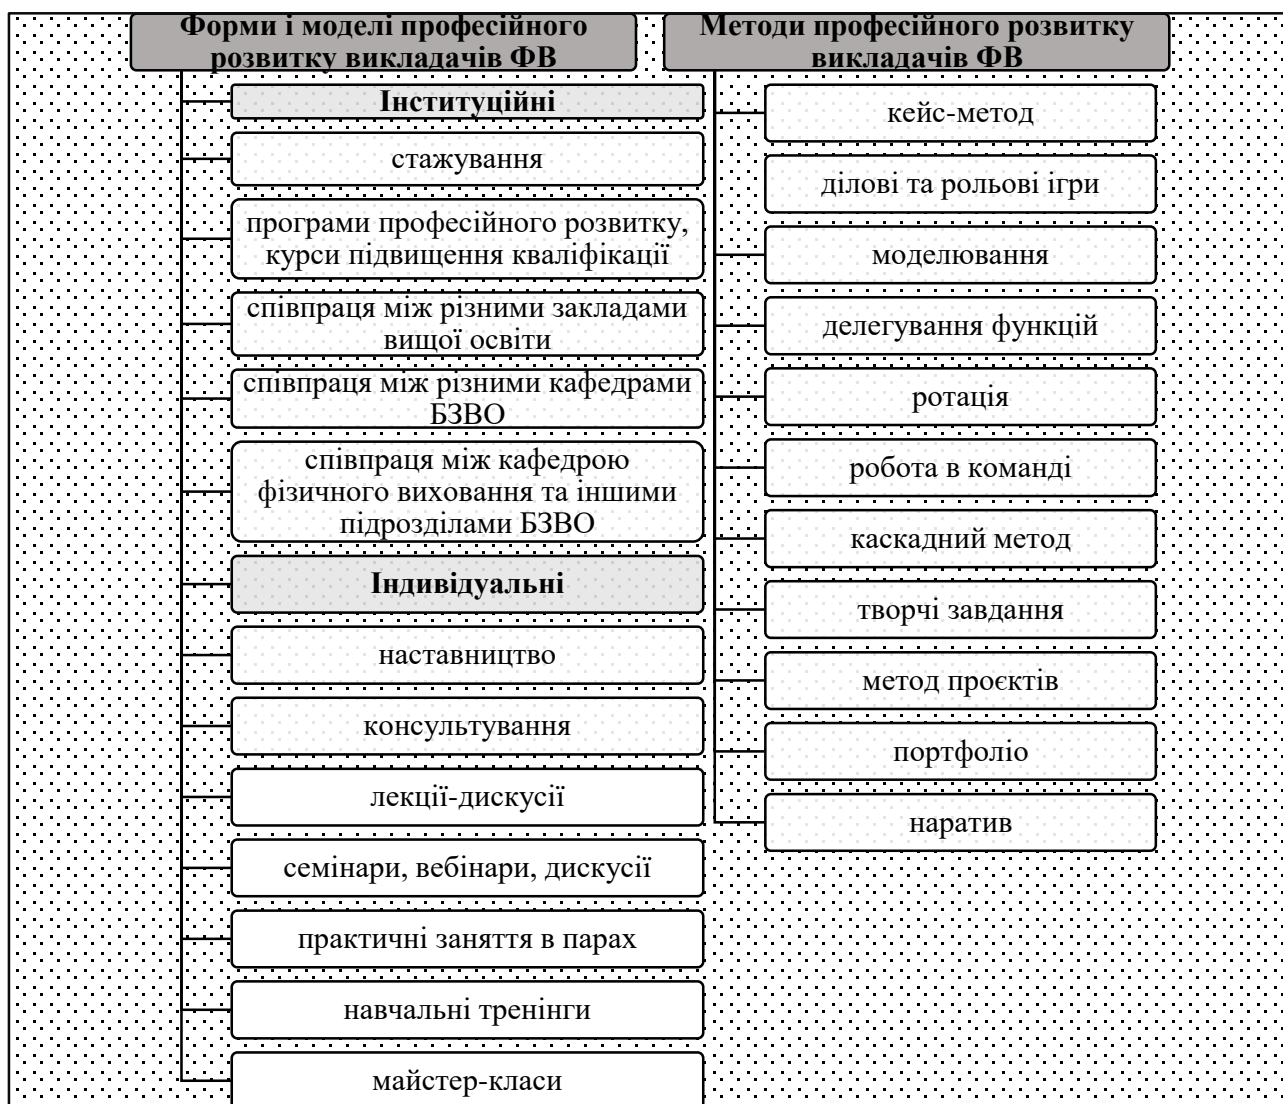 Форми і моделі професійного
розвитку викладачів ФВ
Інституційні
стажування
програми професійного розвитку,
курси підвищення кваліфікації
співпраця між різними закладами
вищої освіти
співпраця між різними кафедрами
БЗВО
співпраця між кафедрою
фізичного виховання та іншими
підрозділами БЗВО
Індивідуальні
наставництво
консультування
лекції-дискусії
семінари, вебінари, дискусії
практичні заняття в парах
навчальні тренінги
майстер-класи
Методи професійного розвитку
викладачів ФВ
кейс-метод
ділові та рольові ігри
моделювання
делегування функцій
ротація
робота в команді
каскадний метод
творчі завдання
метод проєктів
портфоліо
наратив